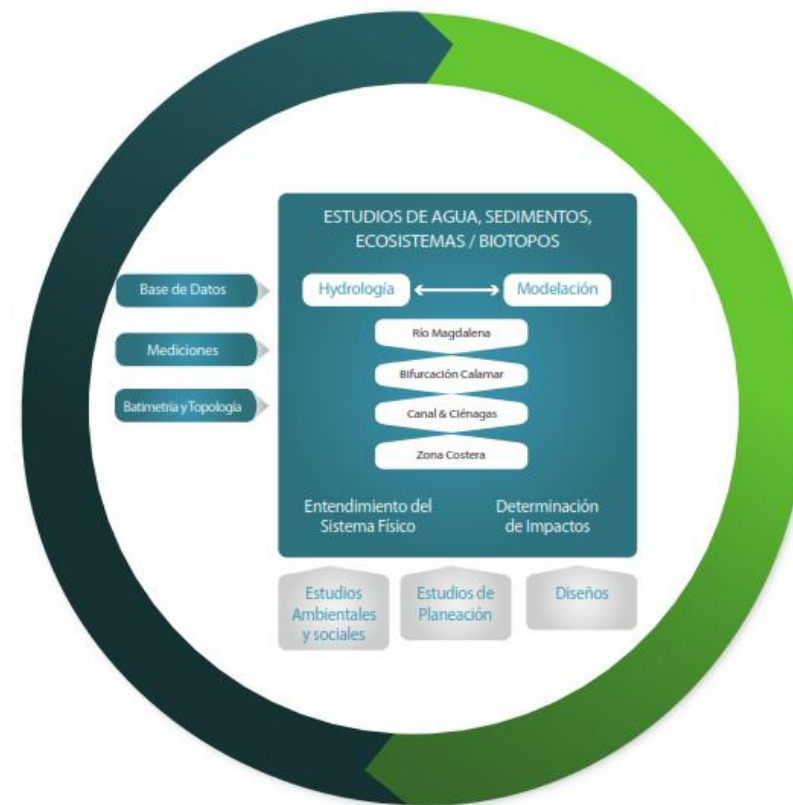 ESTUDIOS DE AGUA, SEDIMENTOS,
ECOSISTEMAS / BIOTOPOS
Base de Datos
Mediciones
Batimetría y Topología
Hydrología
Modelación
Río Magdalena
Bifurcación Calamar
Canal & Ciénagas
Zona Costera
Entendimiento del
Sistema Físico
Determinación
de Impactos
Estudios
Ambientales
y sociales
Estudios de
Planeación
Diseños